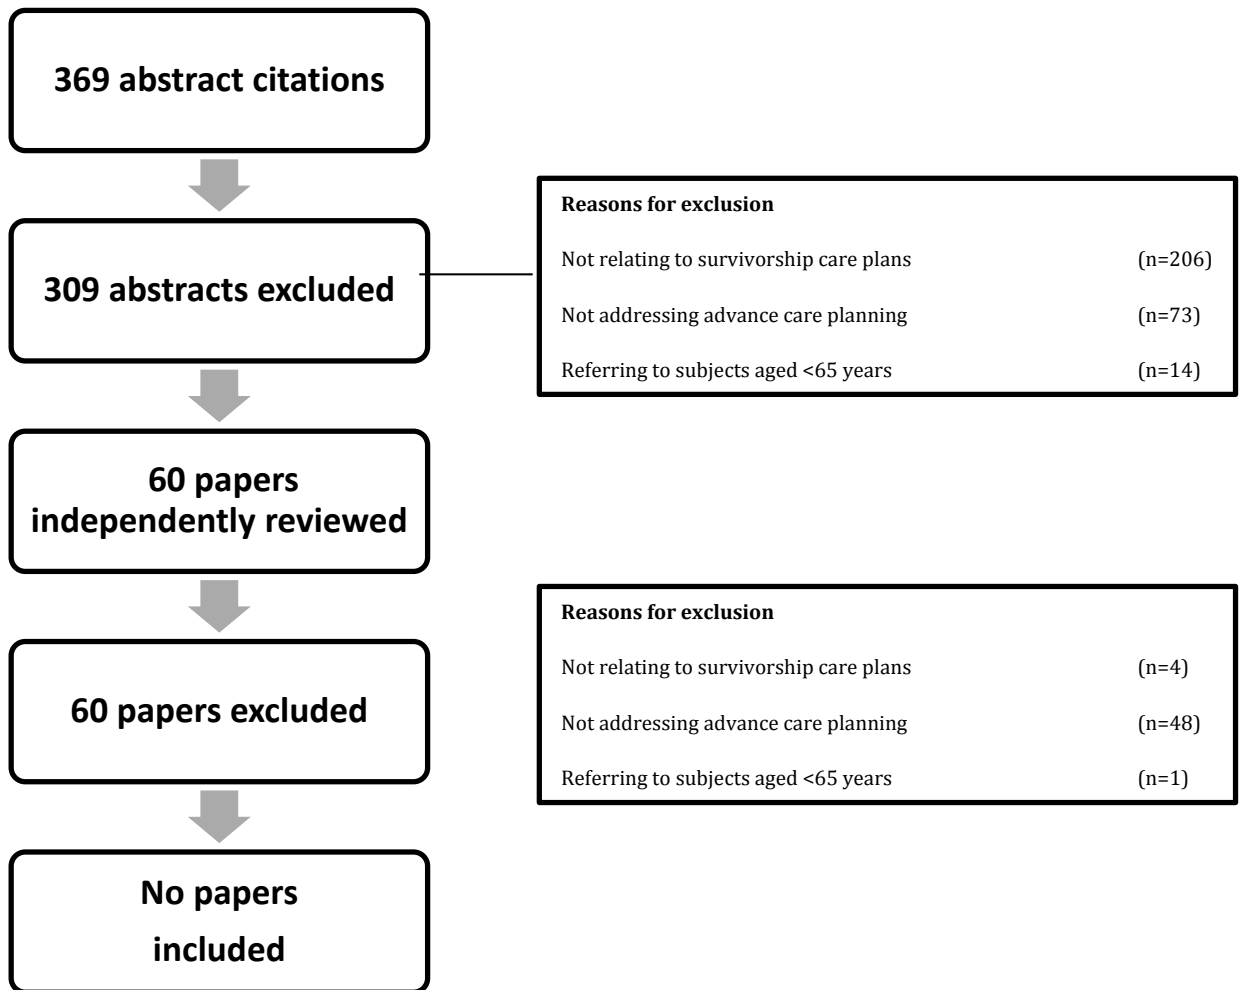 369 abstract citations
309 abstracts excluded
Reasons for exclusion
Not relating to survivorship care plans (n=206)
Not addressing advance care planning (n=73)
Referring to subjects aged <65 years (n=14)
60 papers
independently reviewed
60 papers excluded
Reasons for exclusion
Not relating to survivorship care plans (n=4)
Not addressing advance care planning (n=48)
Referring to subjects aged <65 years (n=1)
No papers
included